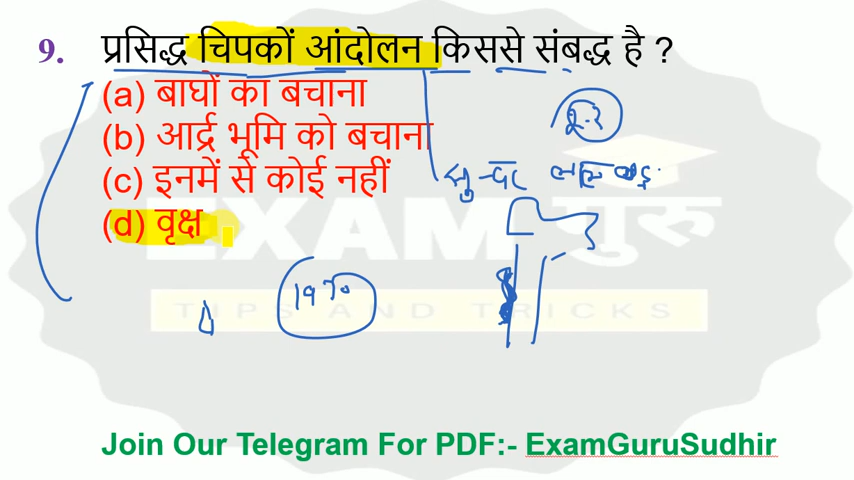 9. प्रसिद्ध चिपकों आंदोलन किससे संबद्ध है ?
(a) बाघों का बचाना
(b) आर्द्र भूमि को बचाना
(c) इनमें से कोई नहीं
(d) वृक्ष
1970
EXAM गुरु
TIPS AND TRICKS
Join Our Telegram For PDF:- ExamGuruSudhir